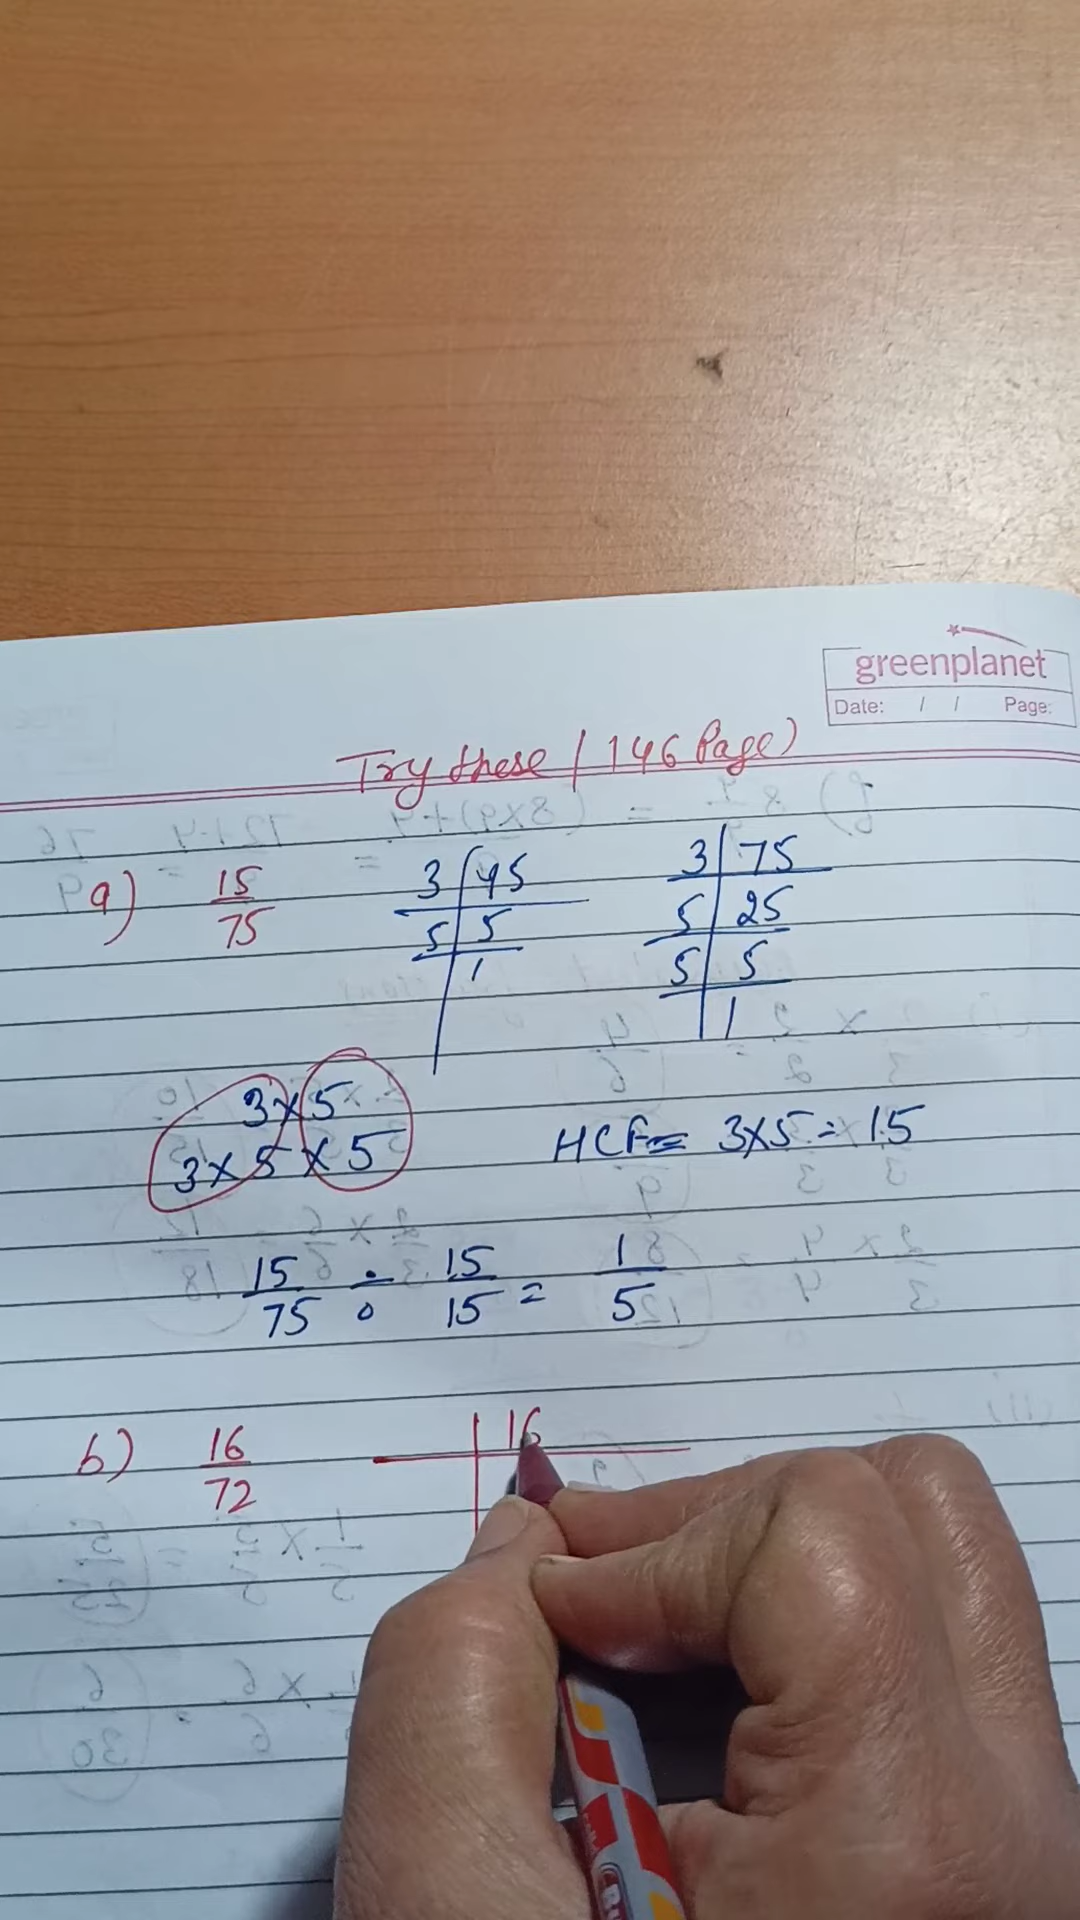 greenplanet
Date: / / Page:
Try these / 146 Page)
a) 15/75 3 | 45 3 | 75
5 | 5 5 | 25
1 5 | 5
1
3×5
3×5×5 HCF = 3×5 = 15
15/75 ÷ 15/15 = 1/5
b) 16/72 | 16